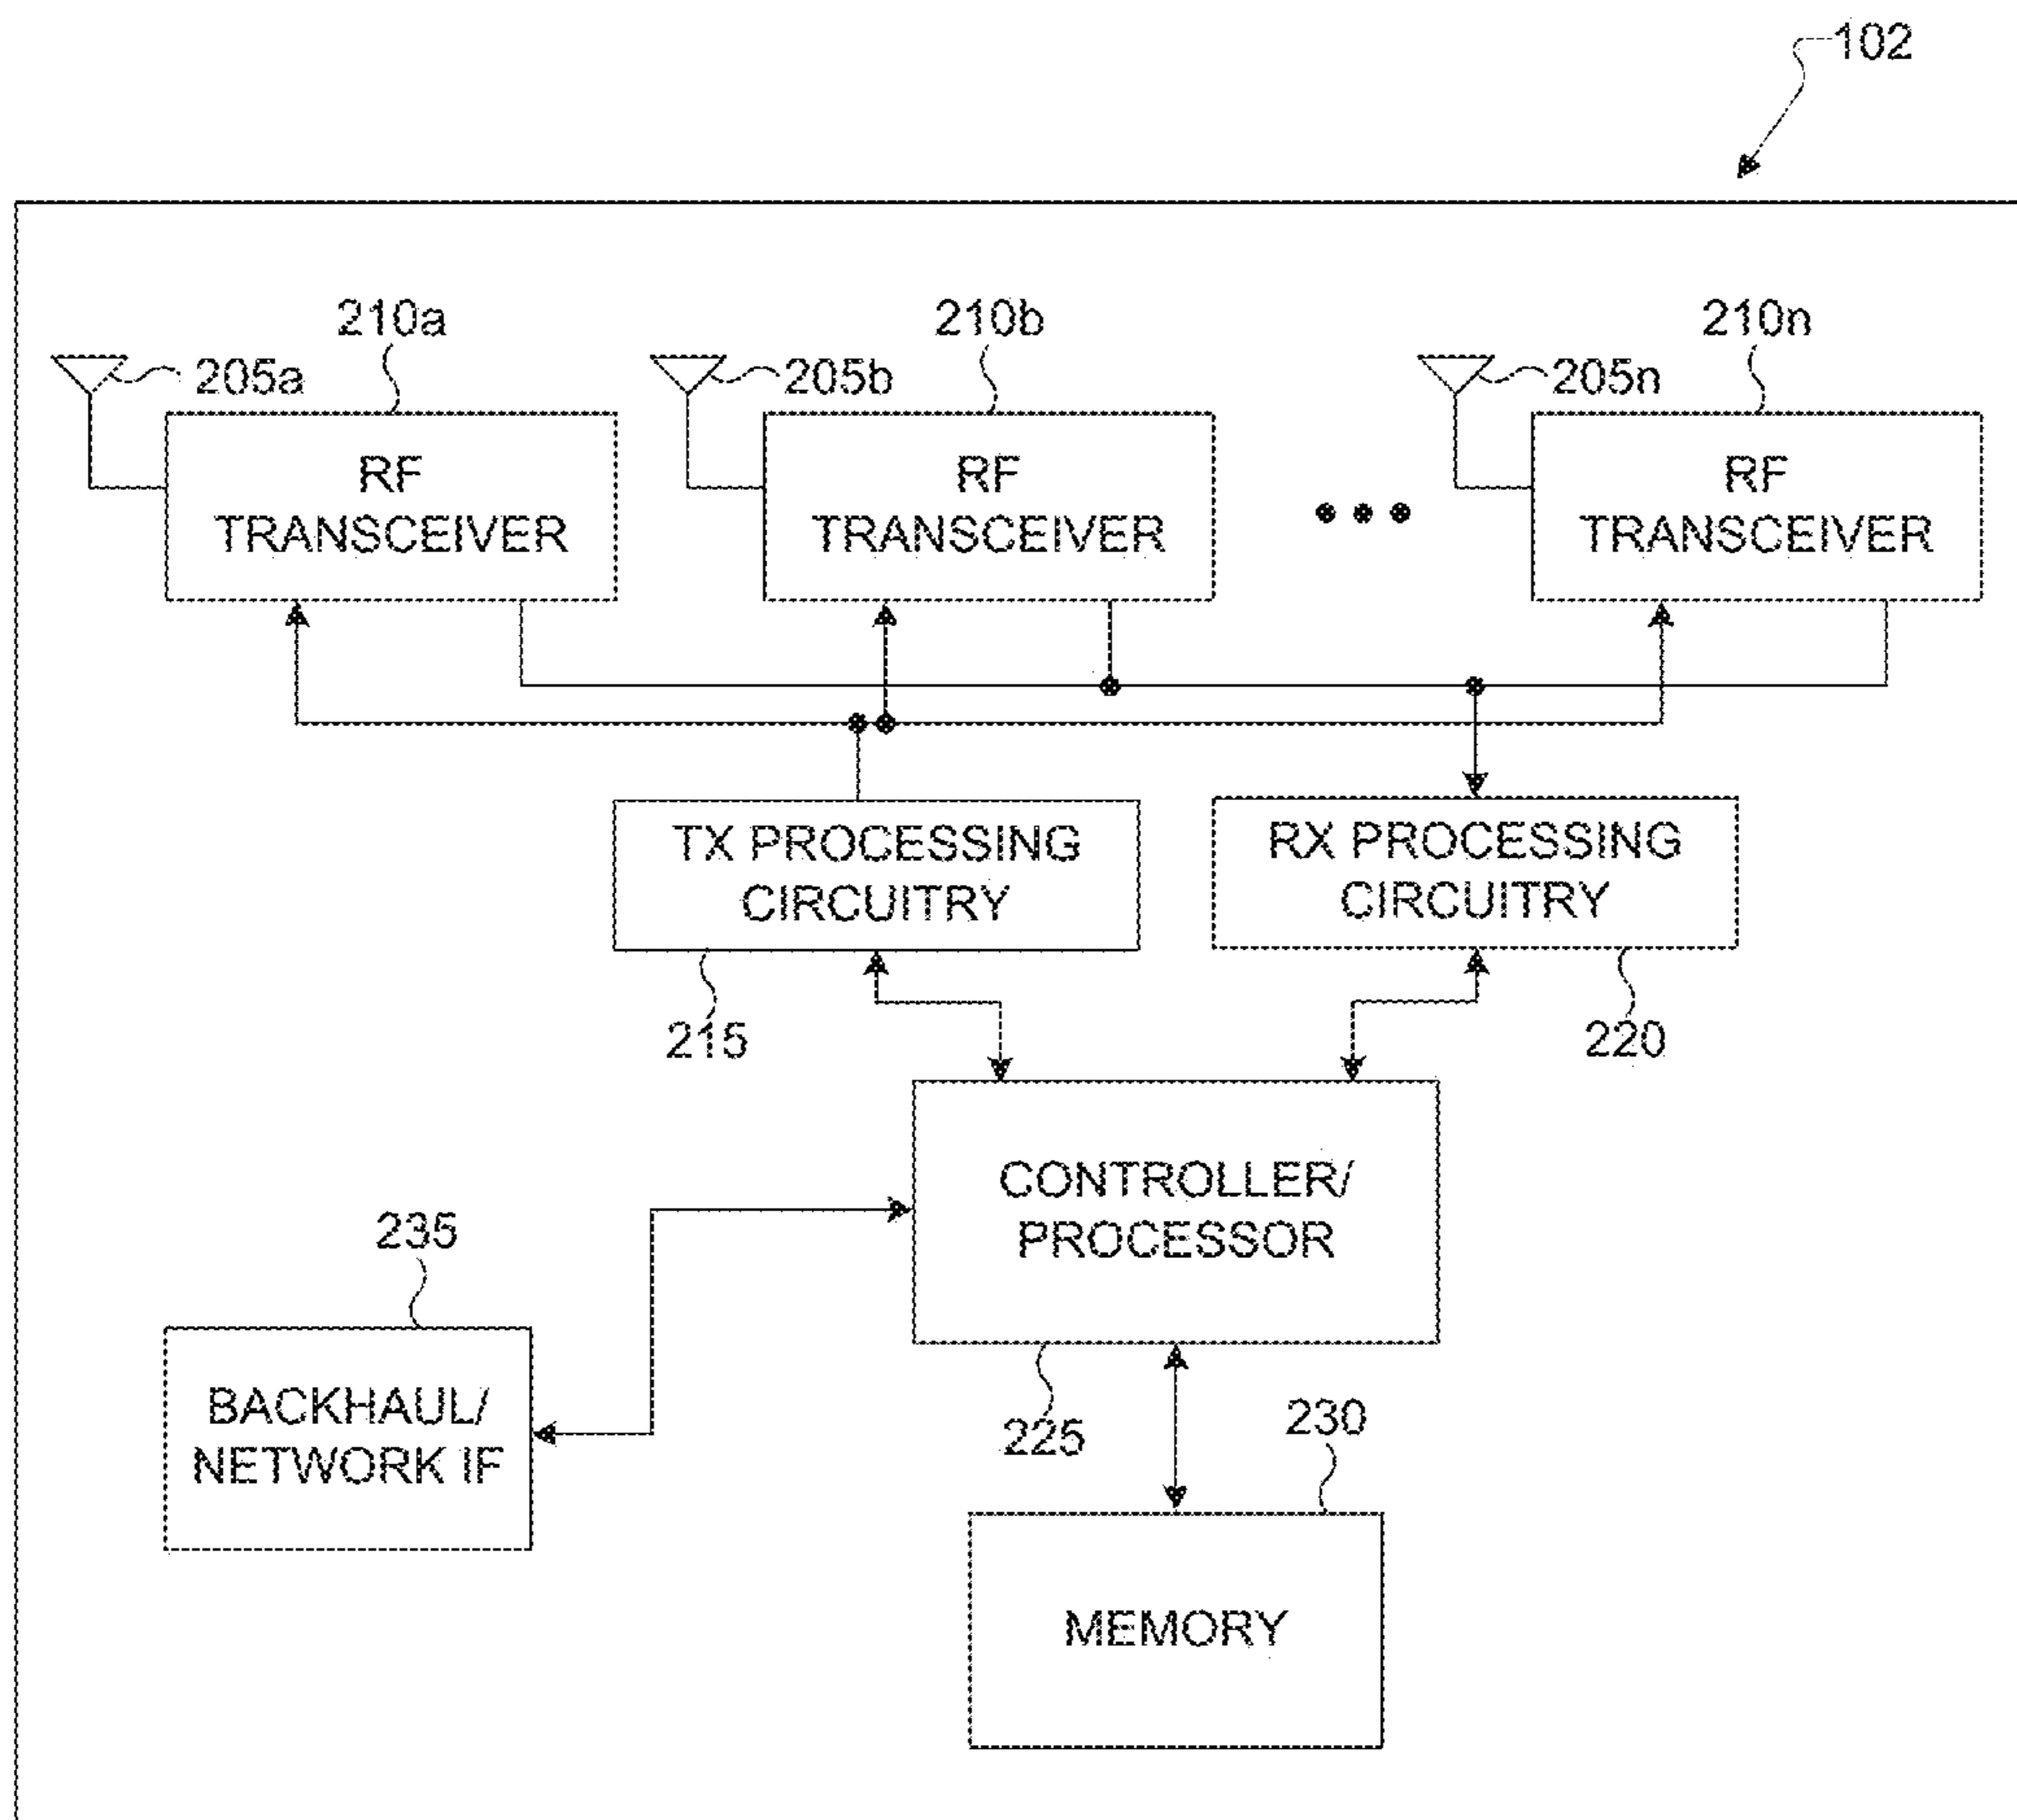 102
210a
210b
210n
205a
205b
205n
RF
TRANSCEIVER
RF
TRANSCEIVER
RF
TRANSCEIVER
TX PROCESSING
CIRCUITRY
RX PROCESSING
CIRCUITRY
215
220
CONTROLLER/
PROCESSOR
235
BACKHAUL/
NETWORK IF
225
230
MEMORY